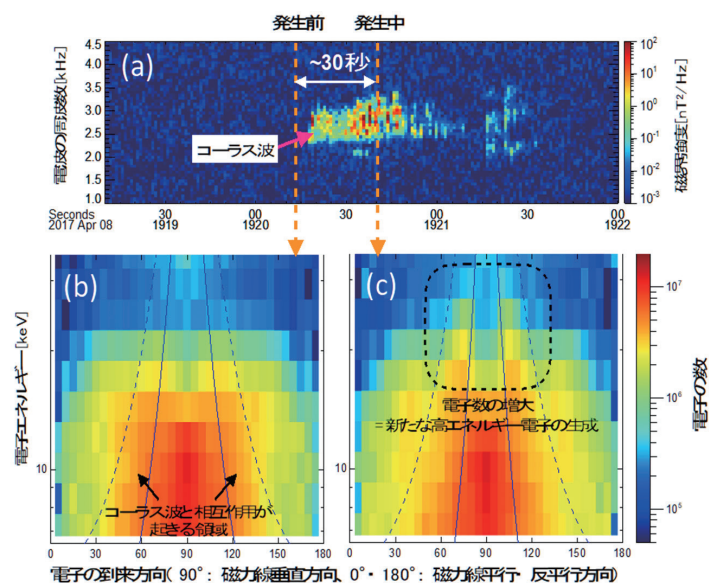 発生前 発生中
4.5
4.0
3.5
3.0
2.5
2.0
1.5
1.0
電波の周波数[kHz]
(a)
~30秒
コーラス波
10²
10¹
10⁰
10⁻¹
10⁻²
10⁻³
磁界強度[nT²/Hz]
Seconds 30 00 30 00 30 00
2017 Apr 08 1919 1920 1921 1922
(b)
(c)
電子エネルギー[keV]
10
10
コーラス波と相互作用が
起きる領域
電子数の増大
=新たな高エネルギー電子の生成
10⁷
10⁶
10⁵
電子の数
0 30 60 90 120 150 180
0 30 60 90 120 150 180
電子の到来方向( 90°: 磁力線垂直方向、0°・180°: 磁力線平行・反平行方向)